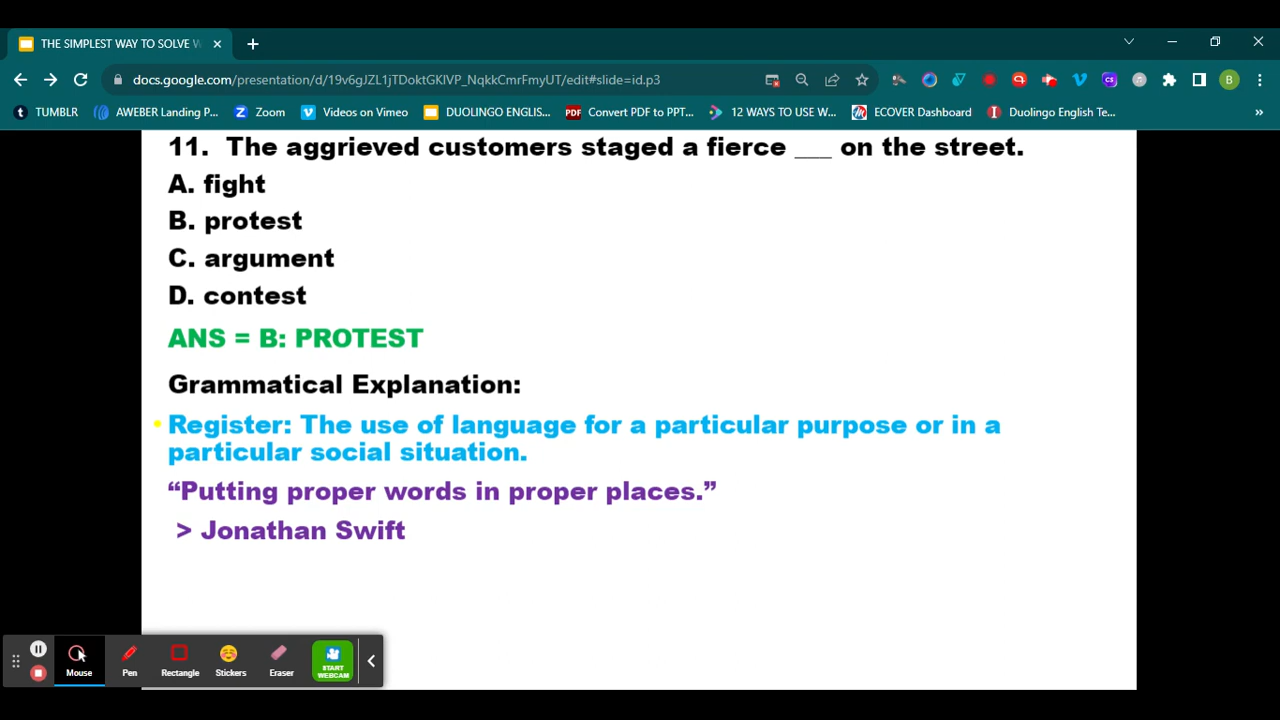 THE SIMPLEST WAY TO SOLVE W
docs.google.com/presentation/d/19v6gJZL1jTDoktGKlVP_NqkkCmrFmyUT/edit#slide=id.p3
B
TUMBLR AWEBER Landing P... Zoom Videos on Vimeo DUOLINGO ENGLIS... PDF Convert PDF to PPT... 12 WAYS TO USE W... ECOVER Dashboard Duolingo English Te... »
11. The aggrieved customers staged a fierce ___ on the street.
A. fight
B. protest
C. argument
D. contest
ANS = B: PROTEST
Grammatical Explanation:
• Register: The use of language for a particular purpose or in a
particular social situation.
“Putting proper words in proper places.”
> Jonathan Swift
Mouse Pen Rectangle Stickers Eraser START
WEBCAM